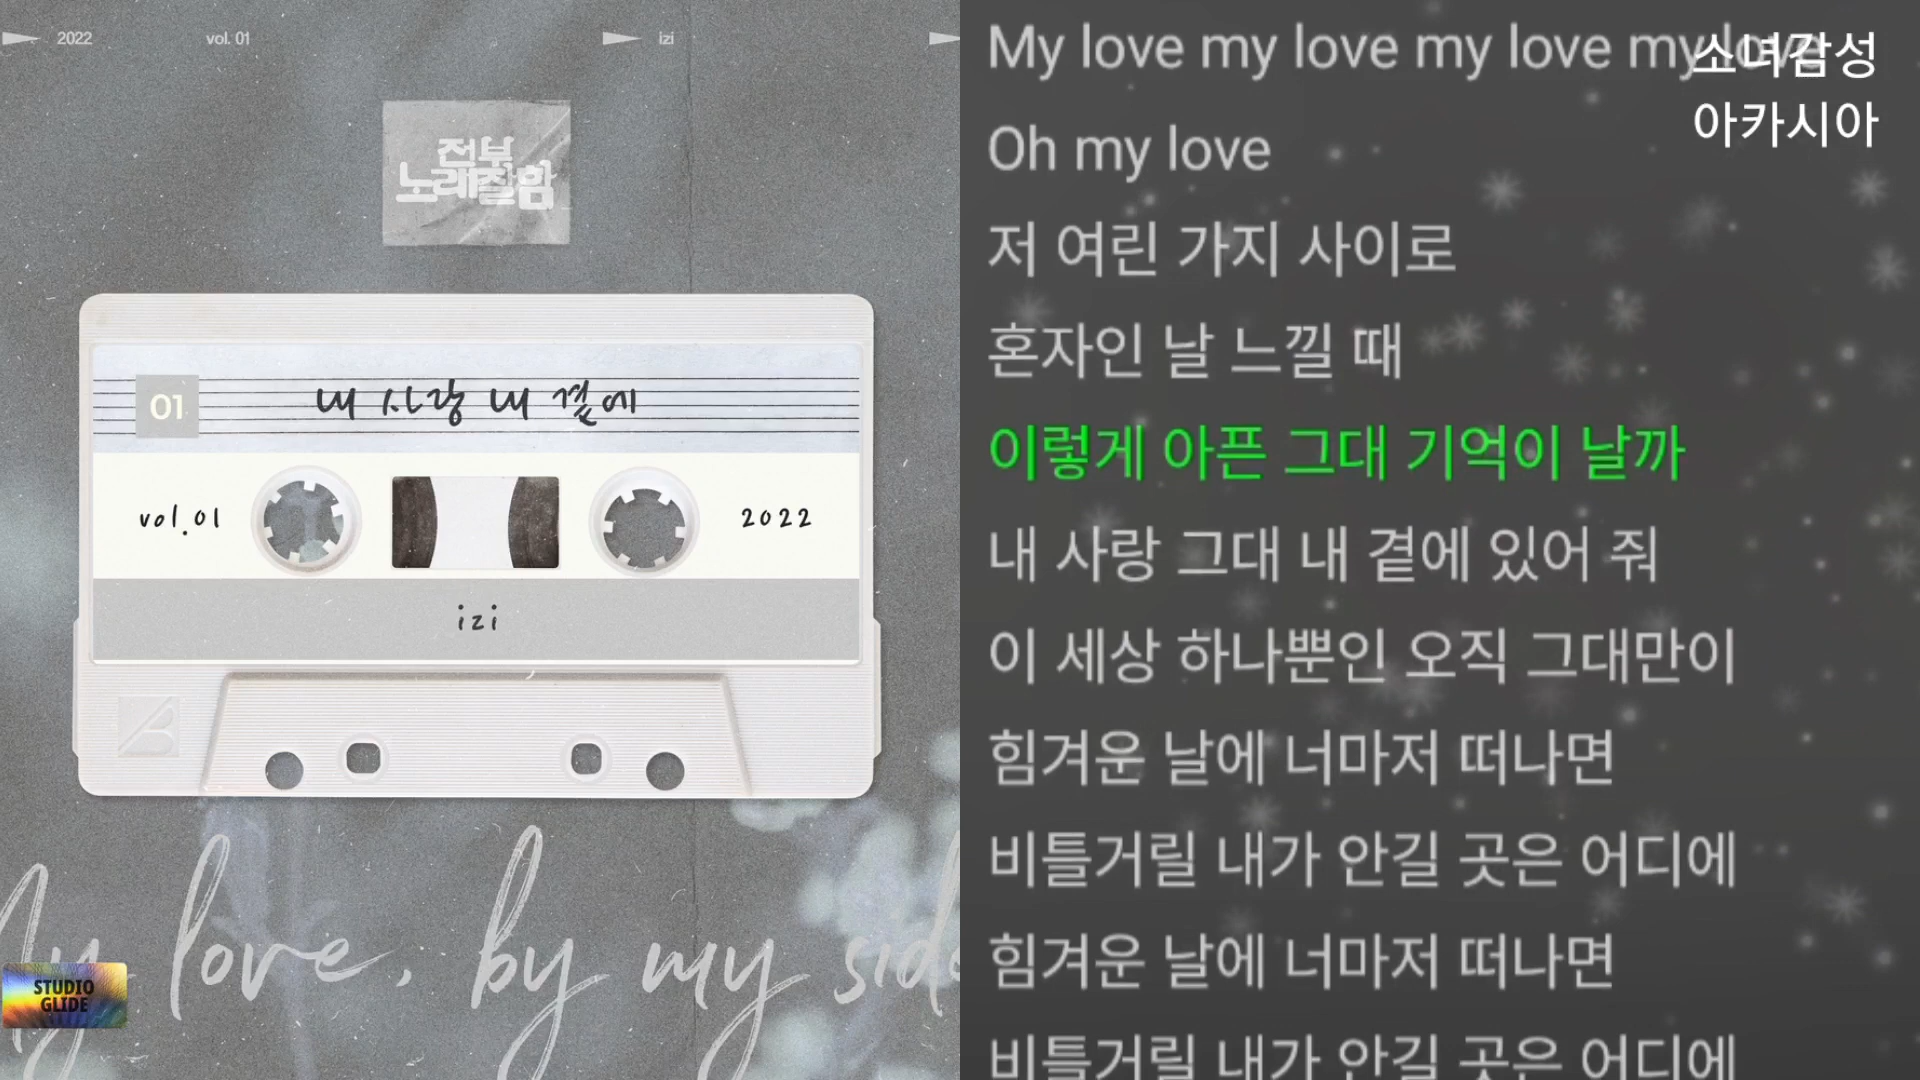 2022
vol. 01
izi
전부
노래잘함
01
내 사랑 내 곁에
vol.01
2022
izi
My love, by my side
STUDIO
GLIDE
소녀감성
아카시아
My love my love my love my love
Oh my love
저 여린 가지 사이로
혼자인 날 느낄 때
이렇게 아픈 그대 기억이 날까
내 사랑 그대 내 곁에 있어 줘
이 세상 하나뿐인 오직 그대만이
힘겨운 날에 너마저 떠나면
비틀거릴 내가 안길 곳은 어디에
힘겨운 날에 너마저 떠나면
비틀거릴 내가 안길 곳은 어디에